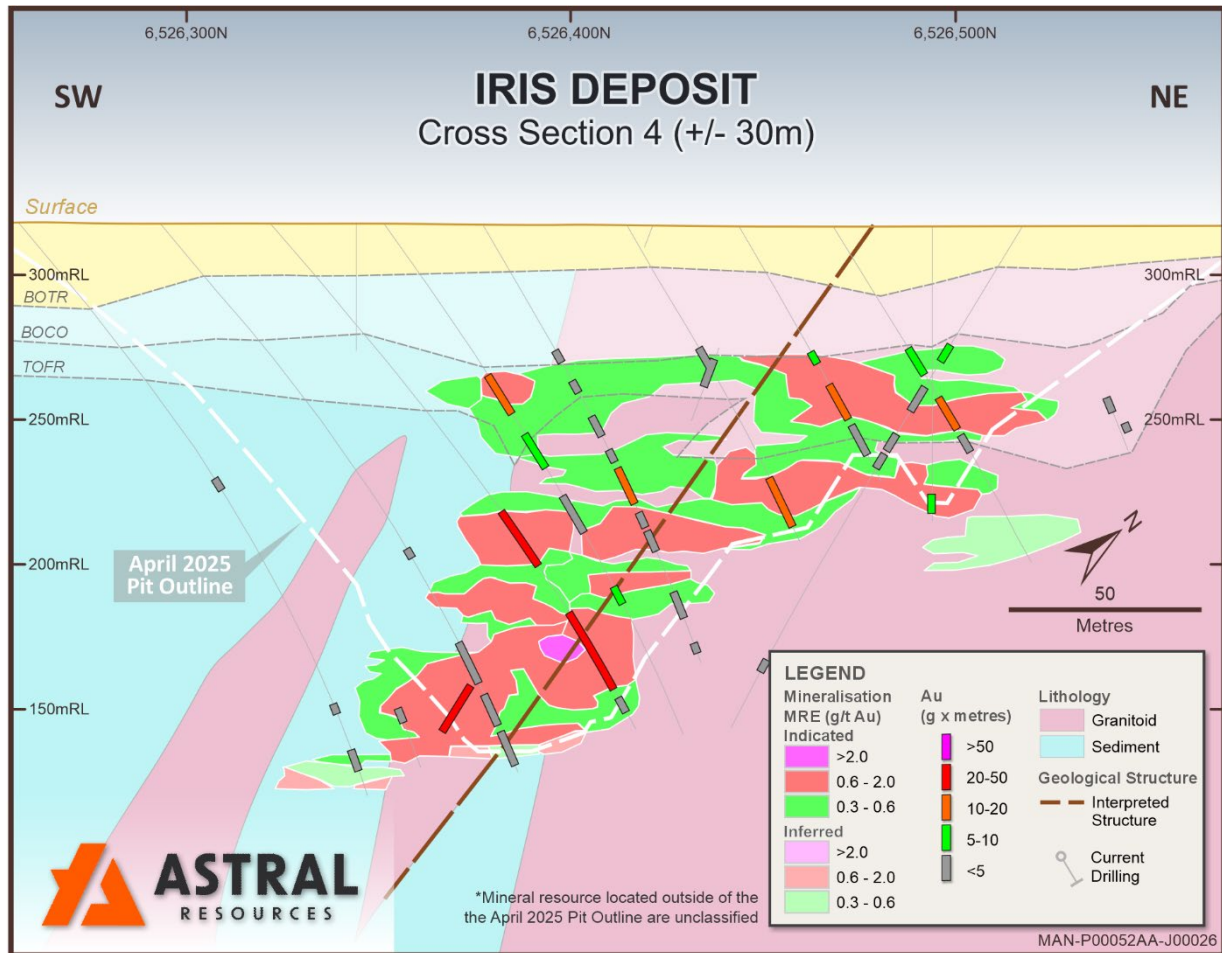 6,526,300N
6,526,400N
6,526,500N
SW
IRIS DEPOSIT
NE
Cross Section 4 (+/- 30m)
Surface
300mRL
300mRL
BOTR
BOCO
TOFR
250mRL
250mRL
N
200mRL
April 2025
Pit Outline
50
Metres
150mRL
LEGEND
Mineralisation
MRE (g/t Au)
Indicated
>2.0
0.6 - 2.0
0.3 - 0.6
Inferred
>2.0
0.6 - 2.0
0.3 - 0.6
Au
(g x metres)
>50
20-50
10-20
5-10
<5
Lithology
Granitoid
Sediment
Geological Structure
Interpreted
Structure
Current
Drilling
ASTRAL
RESOURCES
*Mineral resource located outside of the
the April 2025 Pit Outline are unclassified
MAN-P00052AA-J00026